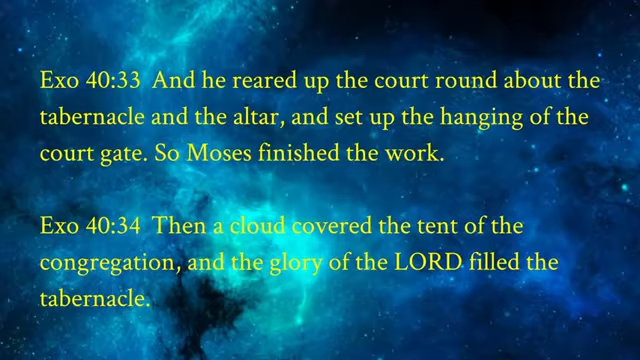 Exo 40:33  And he reared up the court round about the
tabernacle and the altar, and set up the hanging of the
court gate. So Moses finished the work.
Exo 40:34  Then a cloud covered the tent of the
congregation, and the glory of the LORD filled the
tabernacle.